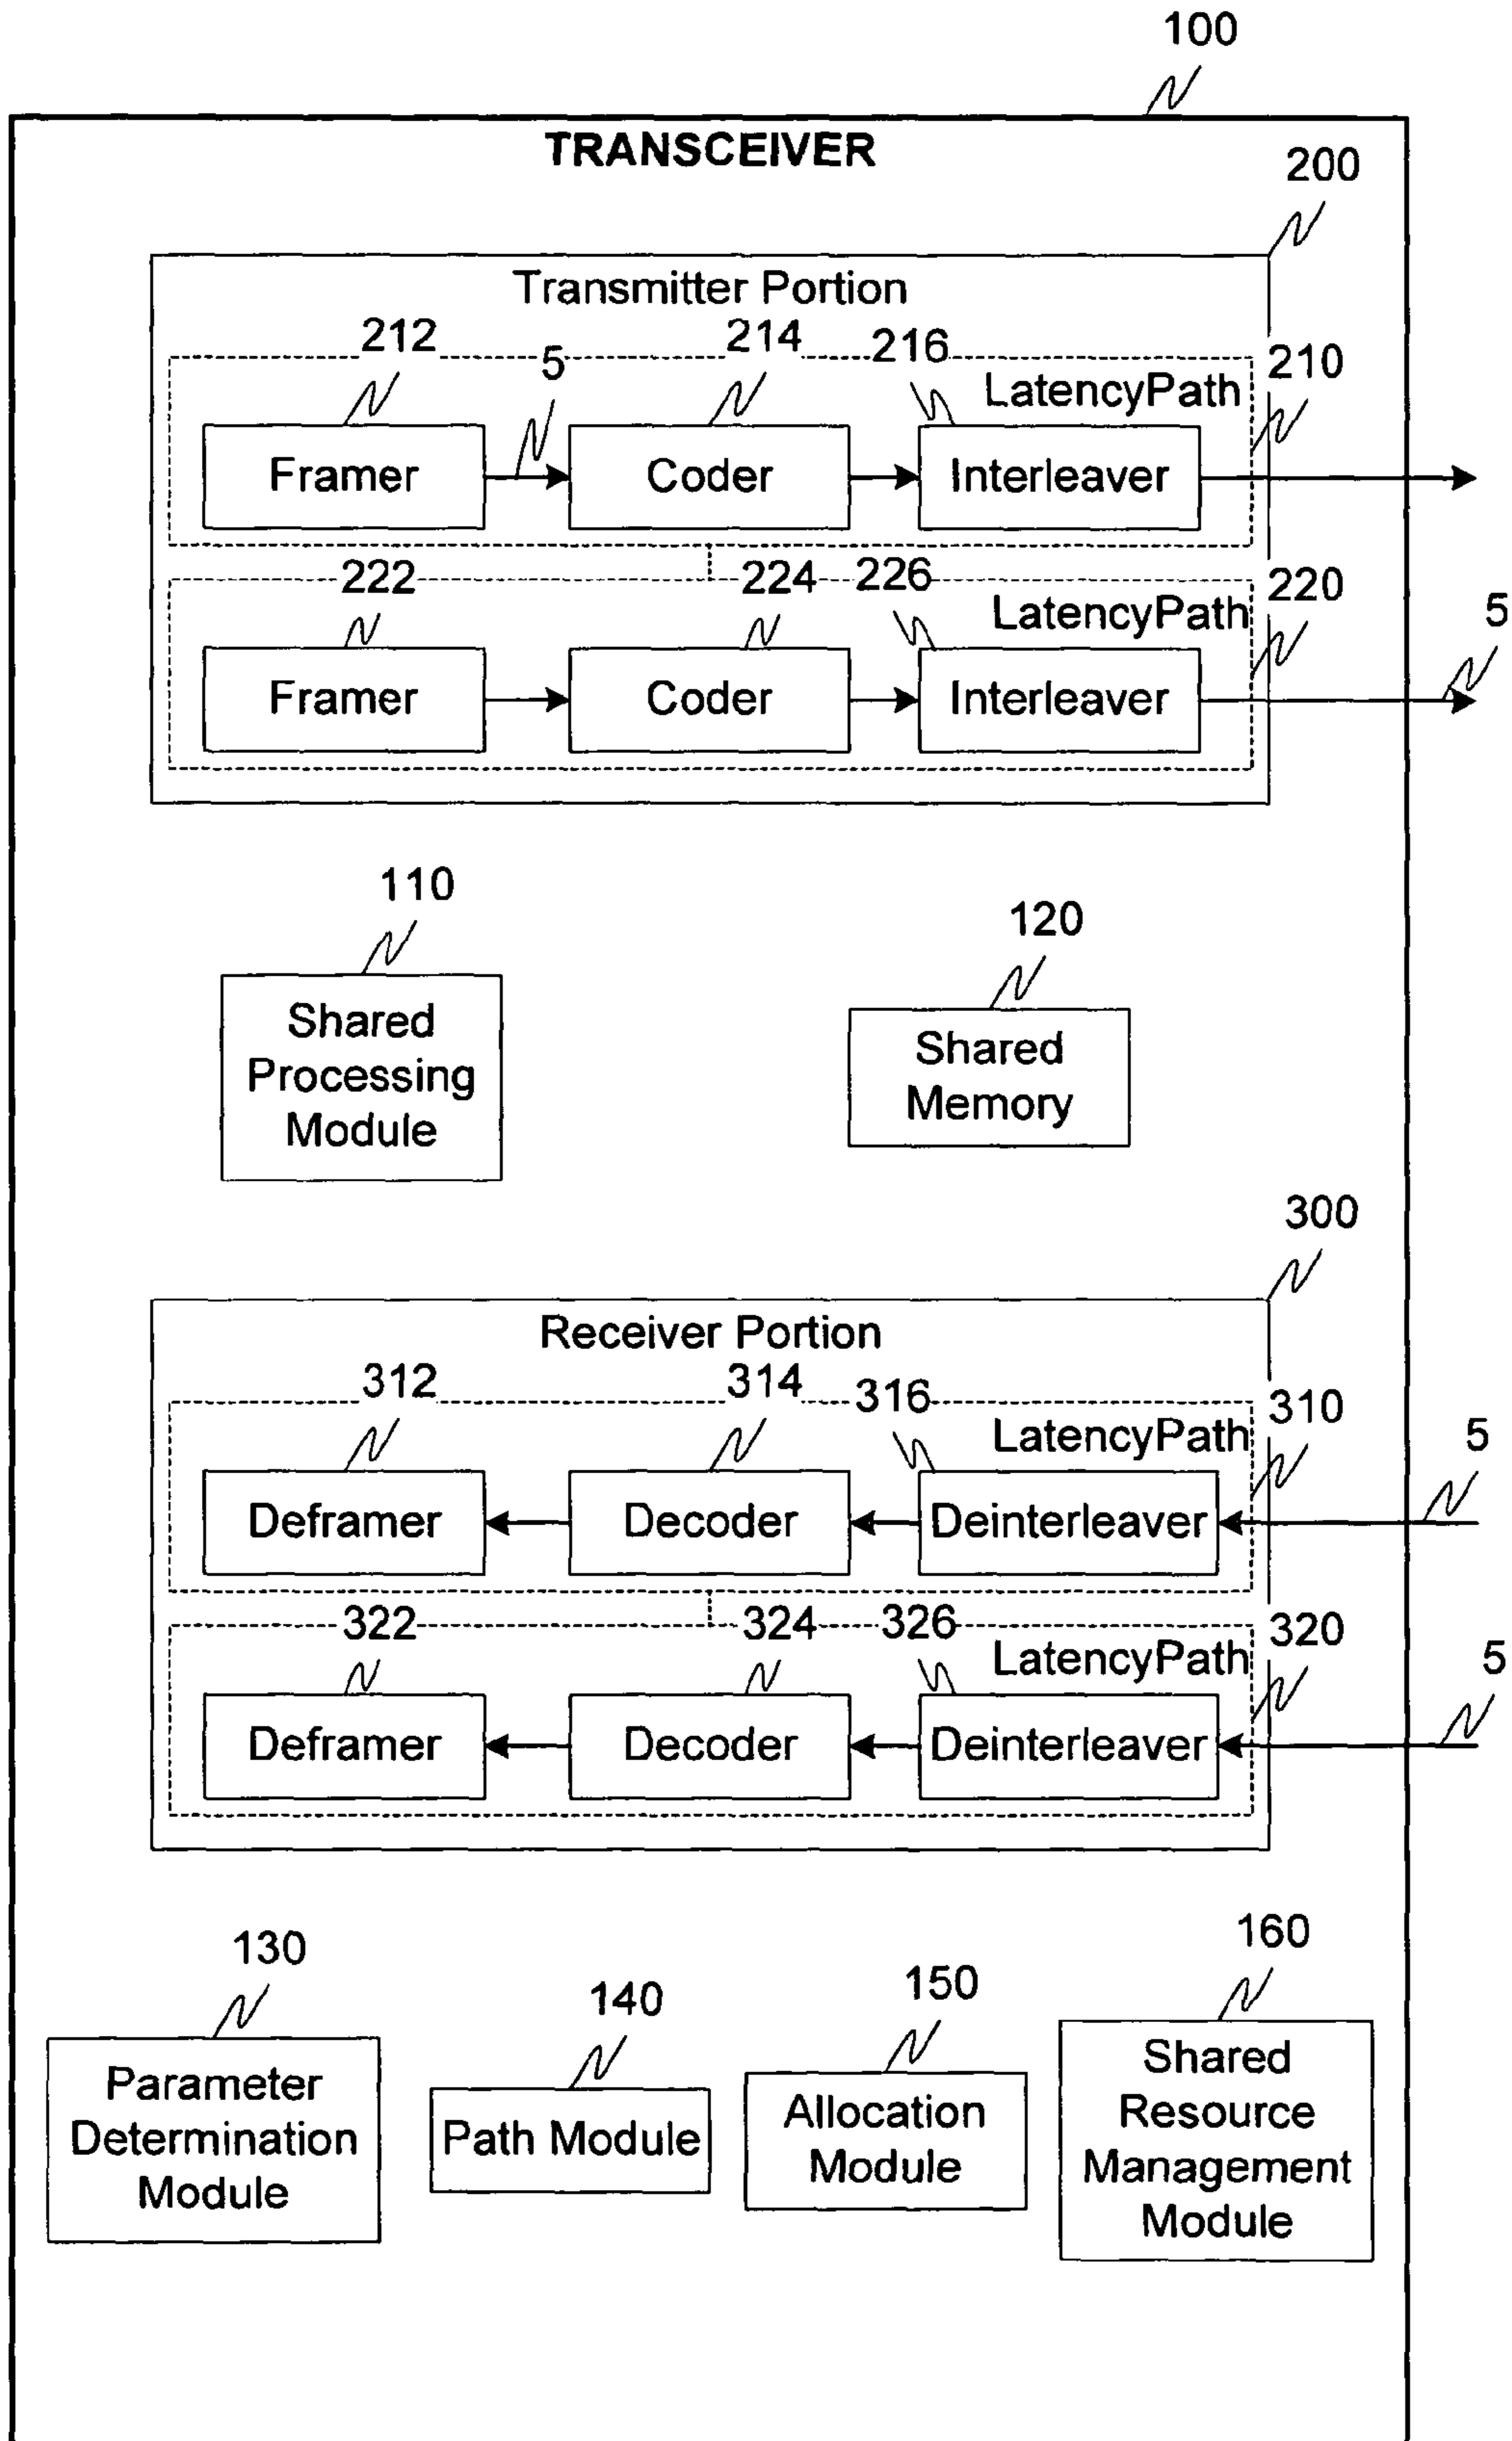 100
TRANSCEIVER
200
Transmitter Portion
212
5
214
216
210
LatencyPath
Framer
Coder
Interleaver
222
224
226
220
5
LatencyPath
Framer
Coder
Interleaver
110
120
Shared
Processing
Module
Shared
Memory
300
Receiver Portion
312
314
316
310
5
LatencyPath
Deframer
Decoder
Deinterleaver
322
324
326
320
5
LatencyPath
Deframer
Decoder
Deinterleaver
130
140
150
160
Parameter
Determination
Module
Path Module
Allocation
Module
Shared
Resource
Management
Module